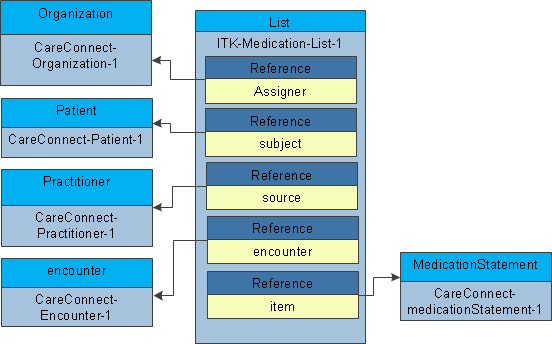 Organization
CareConnect-
Organization-1
Patient
CareConnect-Patient-1
Practitioner
CareConnect-
Practitioner-1
encounter
CareConnect-
Encounter-1
List
ITK-Medication-List-1
Reference
Assigner
Reference
subject
Reference
source
Reference
encounter
Reference
item
MedicationStatement
CareConnect-
medicationStatement-1